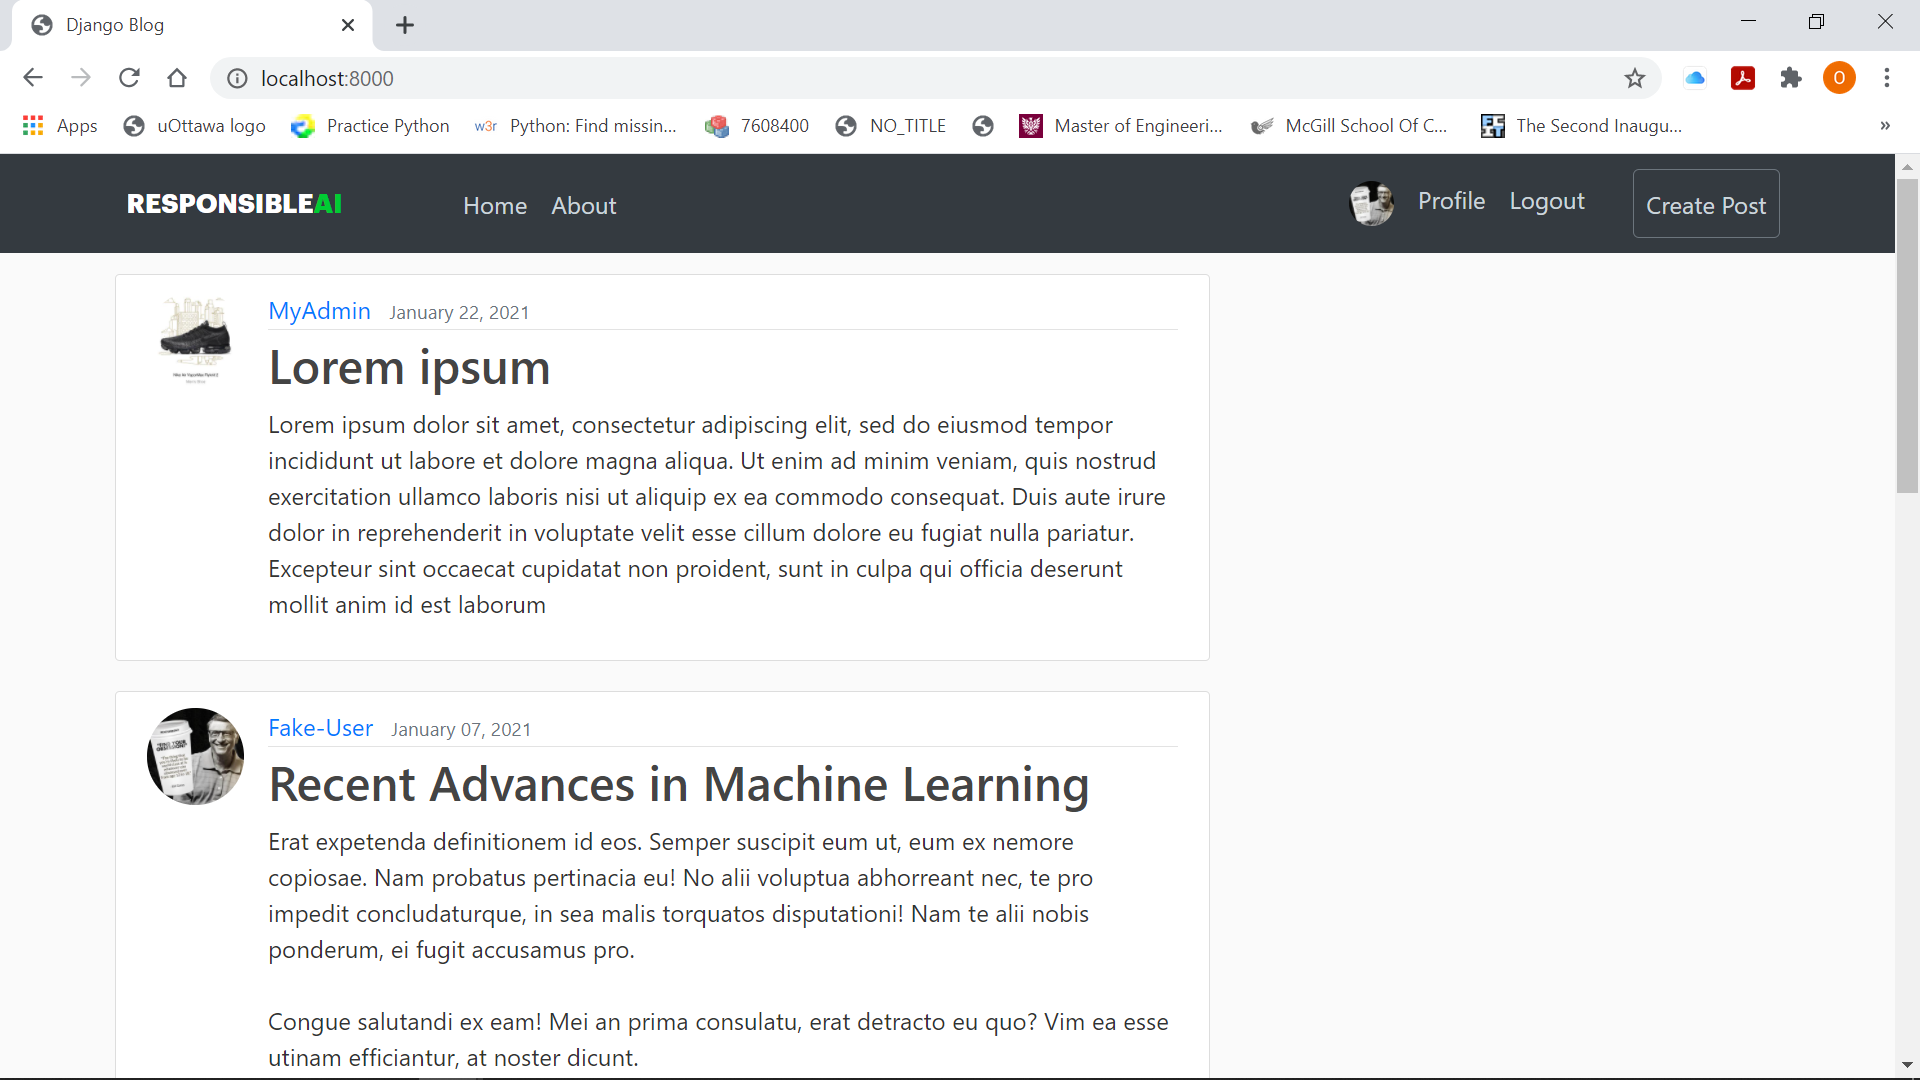 Django Blog
localhost:8000
Apps uOttawa logo Practice Python w3r Python: Find missin... 7608400 NO_TITLE Master of Engineeri... McGill School Of C... The Second Inaugu... »
RESPONSIBLEAI Home About Profile Logout Create Post
MyAdmin January 22, 2021
Lorem ipsum
Lorem ipsum dolor sit amet, consectetur adipiscing elit, sed do eiusmod tempor
incididunt ut labore et dolore magna aliqua. Ut enim ad minim veniam, quis nostrud
exercitation ullamco laboris nisi ut aliquip ex ea commodo consequat. Duis aute irure
dolor in reprehenderit in voluptate velit esse cillum dolore eu fugiat nulla pariatur.
Excepteur sint occaecat cupidatat non proident, sunt in culpa qui officia deserunt
mollit anim id est laborum
Fake-User January 07, 2021
Recent Advances in Machine Learning
Erat expetenda definitionem id eos. Semper suscipit eum ut, eum ex nemore
copiosae. Nam probatus pertinacia eu! No alii voluptua abhorreant nec, te pro
impedit concludaturque, in sea malis torquatos disputationi! Nam te alii nobis
ponderum, ei fugit accusamus pro.
Congue salutandi ex eam! Mei an prima consulatu, erat detracto eu quo? Vim ea esse
utinam efficiantur, at noster dicunt.